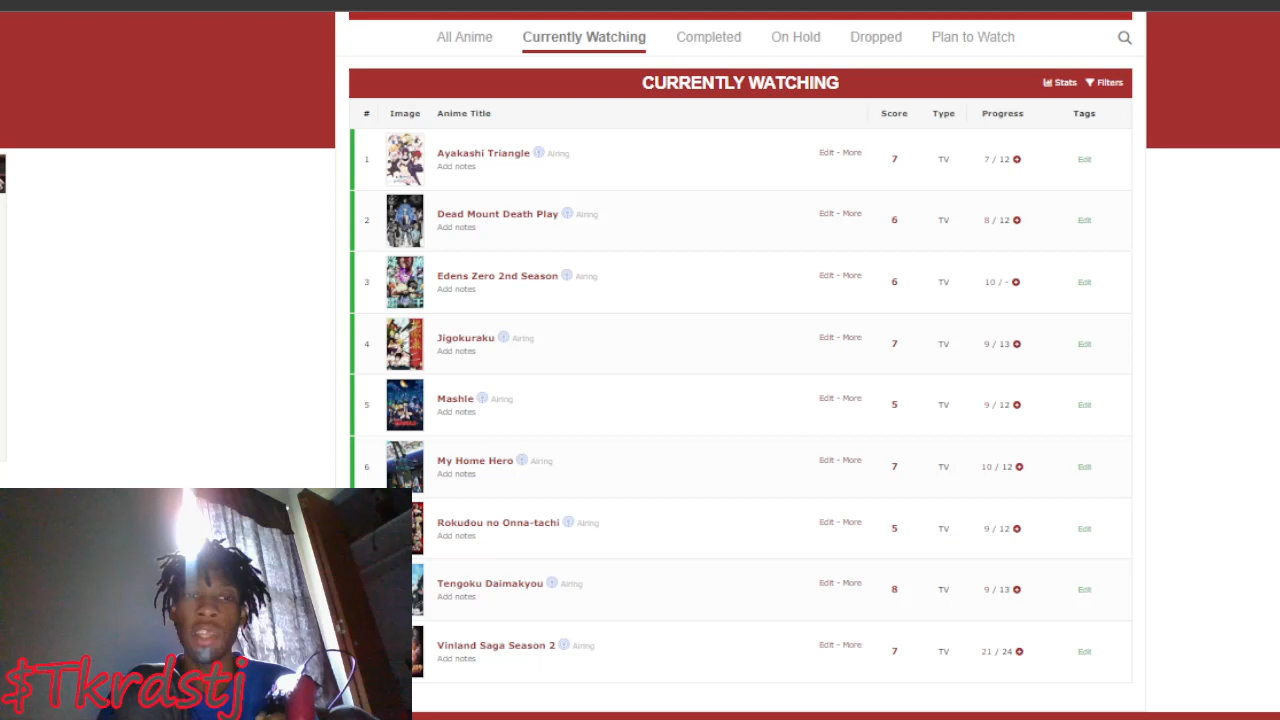 All Anime Currently Watching Completed On Hold Dropped Plan to Watch
CURRENTLY WATCHING Stats Filters
# Image Anime Title Score Type Progress Tags
1 Ayakashi Triangle Airing Edit - More 7 TV 7 / 12 Edit
Add notes
2 Dead Mount Death Play Airing Edit - More 6 TV 8 / 12 Edit
Add notes
3 Edens Zero 2nd Season Airing Edit - More 6 TV 10 / - Edit
Add notes
4 Jigokuraku Airing Edit - More 7 TV 9 / 13 Edit
Add notes
5 Mashle Airing Edit - More 5 TV 9 / 12 Edit
Add notes
6 My Home Hero Airing Edit - More 7 TV 10 / 12 Edit
Add notes
Rokudou no Onna-tachi Airing Edit - More 5 TV 9 / 12 Edit
Add notes
Tengoku Daimakyou Airing Edit - More 8 TV 9 / 13 Edit
Add notes
Vinland Saga Season 2 Airing Edit - More 7 TV 21 / 24 Edit
Add notes
$Tkrdstj